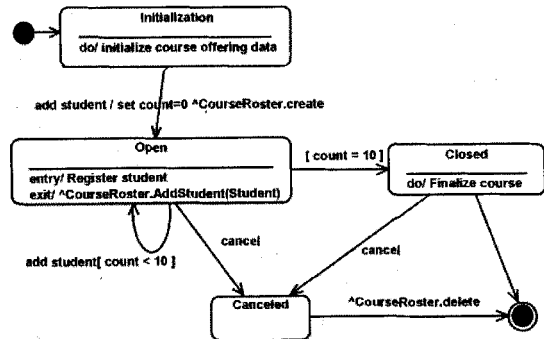 Initialization
do/ initialize course offering data
add student / set count=0 ^CourseRoster.create
Open
entry/ Register student
exit/ ^CourseRoster.AddStudent(Student)
[ count = 10 ]
Closed
do/ Finalize course
add student[ count < 10 ]
cancel
cancel
Canceled
^CourseRoster.delete